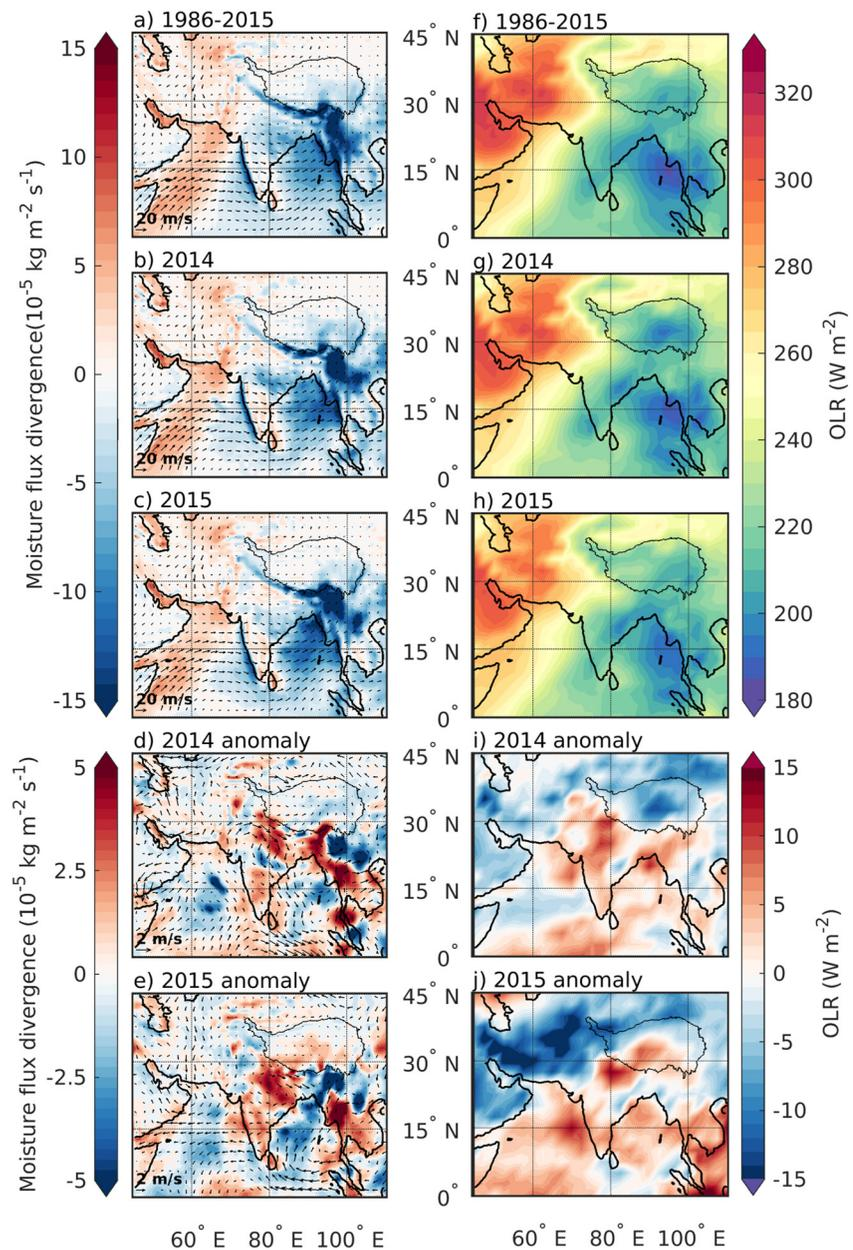 a) 1986-2015
f) 1986-2015
15
10
5
0
-5
-10
-15
Moisture flux divergence(10⁻⁵ kg m⁻² s⁻¹)
20 m/s
45° N
30° N
15° N
0°
320
300
280
260
240
220
200
180
OLR (W m⁻²)
b) 2014
g) 2014
20 m/s
45° N
30° N
15° N
0°
c) 2015
h) 2015
20 m/s
45° N
30° N
15° N
0°
d) 2014 anomaly
i) 2014 anomaly
5
2.5
0
-2.5
-5
Moisture flux divergence (10⁻⁵ kg m⁻² s⁻¹)
2 m/s
45° N
30° N
15° N
0°
15
10
5
0
-5
-10
-15
OLR (W m⁻²)
e) 2015 anomaly
j) 2015 anomaly
2 m/s
45° N
30° N
15° N
0°
60° E 80° E 100° E
60° E 80° E 100° E